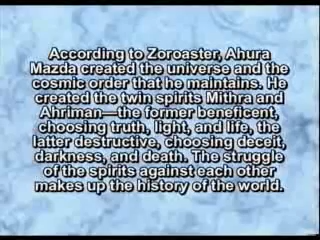 According to Zoroaster, Ahura
Mazda created the universe and the
cosmic order that he maintains. He
created the twin spirits Mithra and
Ahriman—the former beneficent,
choosing truth, light, and life, the
latter destructive, choosing deceit,
darkness, and death. The struggle
of the spirits against each other
makes up the history of the world.